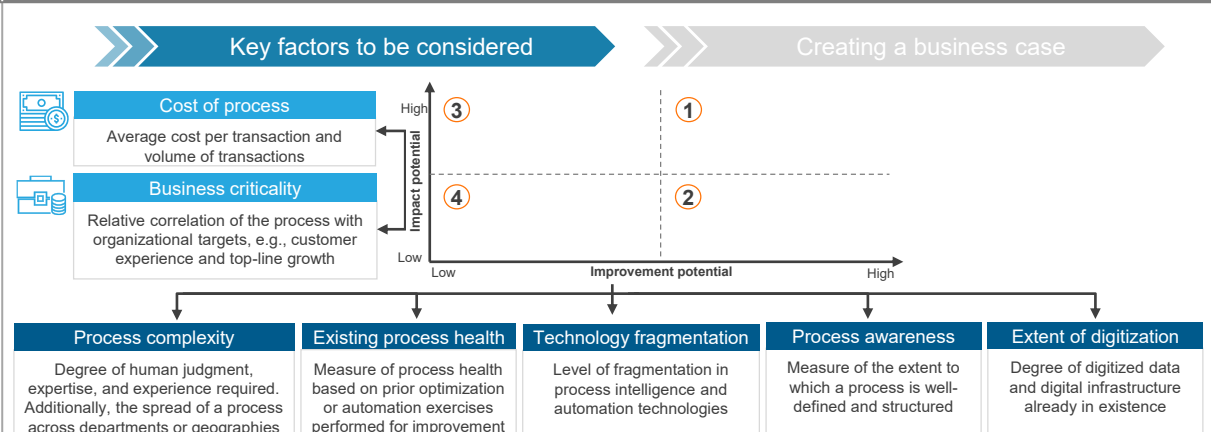 Key factors to be considered
Creating a business case
Cost of process
Average cost per transaction and
volume of transactions
Business criticality
Relative correlation of the process with
organizational targets, e.g., customer
experience and top-line growth
High
Impact potential
Low
3
1
4
2
Low
Improvement potential
High
Process complexity
Degree of human judgment,
expertise, and experience required.
Additionally, the spread of a process
across departments or geographies
Existing process health
Measure of process health
based on prior optimization
or automation exercises
performed for improvement
Technology fragmentation
Level of fragmentation in
process intelligence and
automation technologies
Process awareness
Measure of the extent to
which a process is well-
defined and structured
Extent of digitization
Degree of digitized data
and digital infrastructure
already in existence